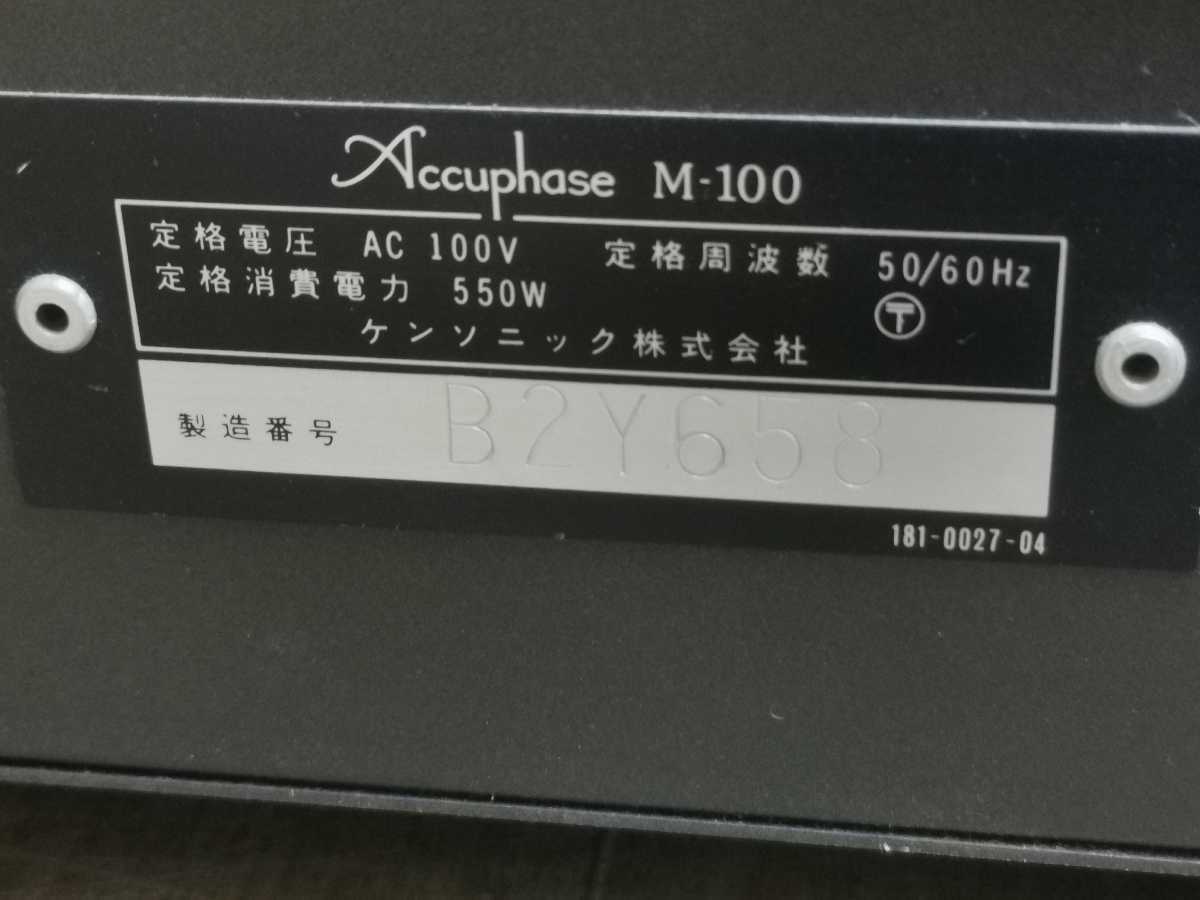 Accuphase M-100
定格電圧 AC 100V 定格周波数 50/60Hz
定格消費電力 550W 〒
ケンソニック株式会社
製造番号 B2Y658
181-0027-04